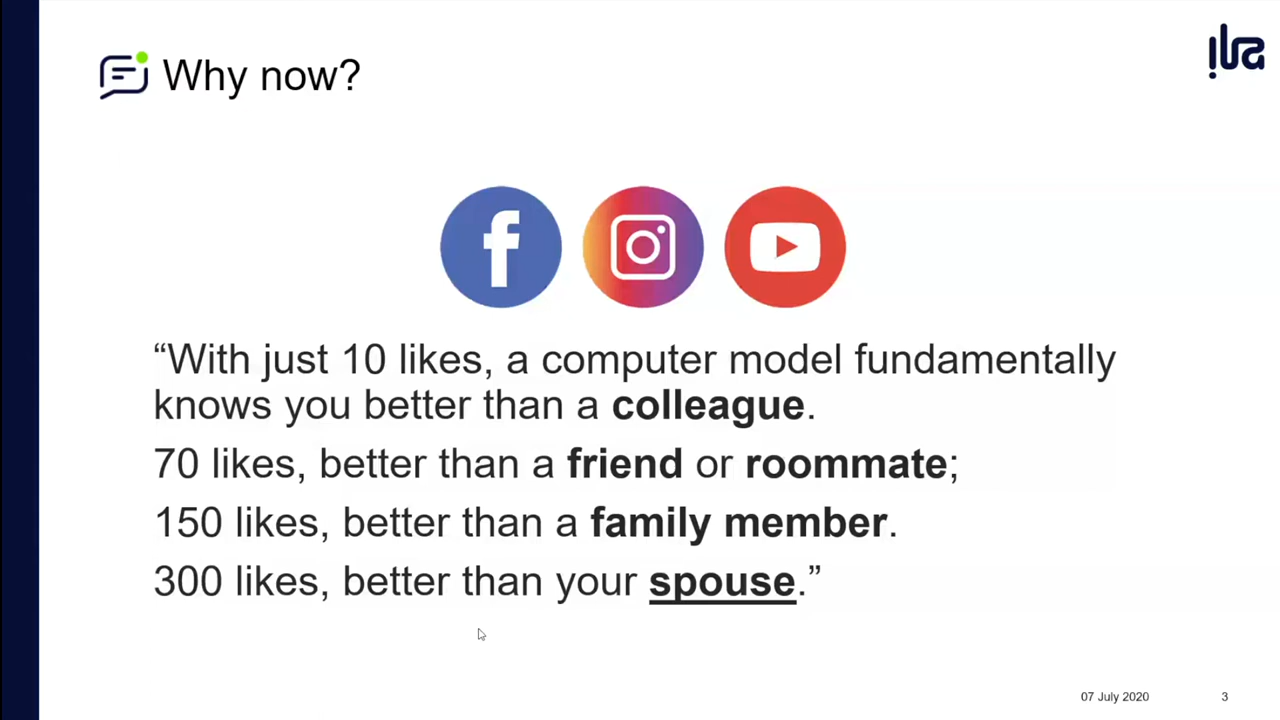 Why now?
“With just 10 likes, a computer model fundamentally
knows you better than a colleague.
70 likes, better than a friend or roommate;
150 likes, better than a family member.
300 likes, better than your spouse.”
07 July 2020
3